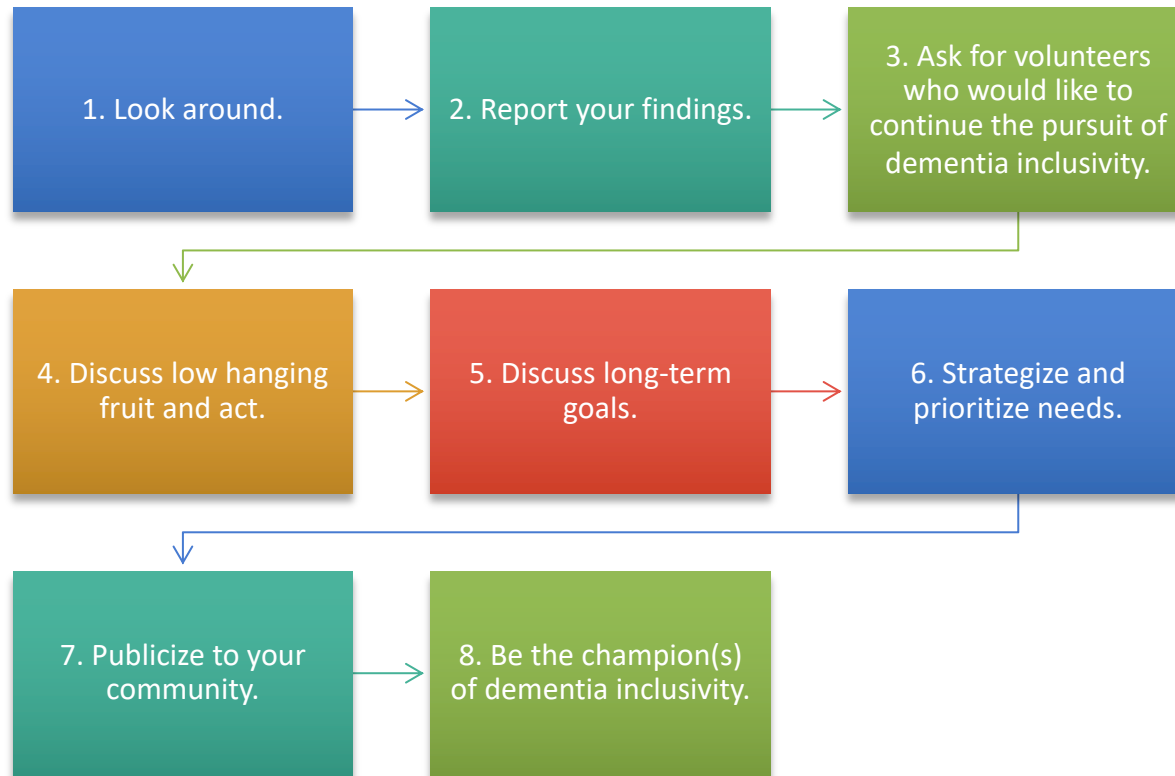 1. Look around.
2. Report your findings.
3. Ask for volunteers
who would like to
continue the pursuit of
dementia inclusivity.
4. Discuss low hanging
fruit and act.
5. Discuss long-term
goals.
6. Strategize and
prioritize needs.
7. Publicize to your
community.
8. Be the champion(s)
of dementia inclusivity.